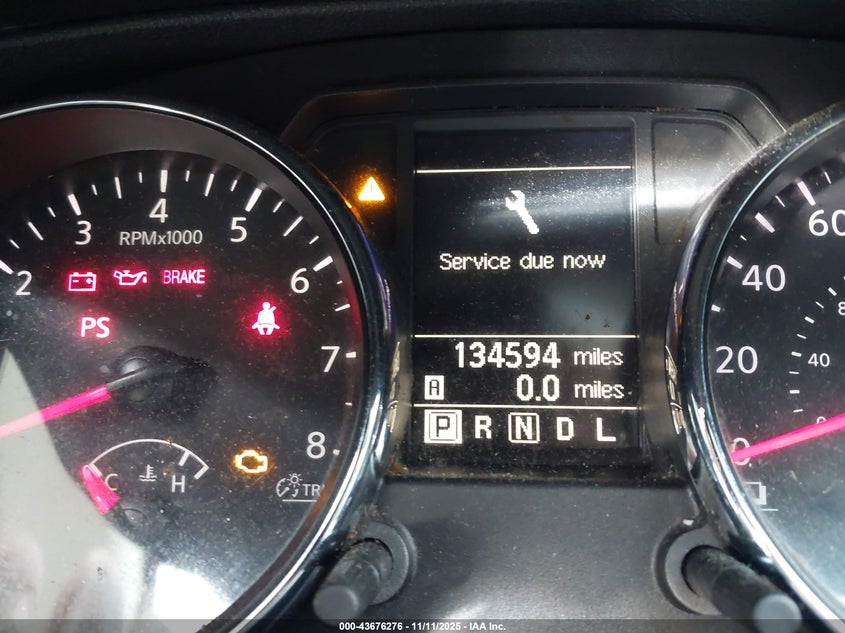 2 3 4 5 6 7 8
RPMx1000
BRAKE
PS
C H
TR
Service due now
134594 miles
A 0.0 miles
P R N D L
0 20 40 60
40
000-43676276 - 11/11/2025 - IAA Inc.